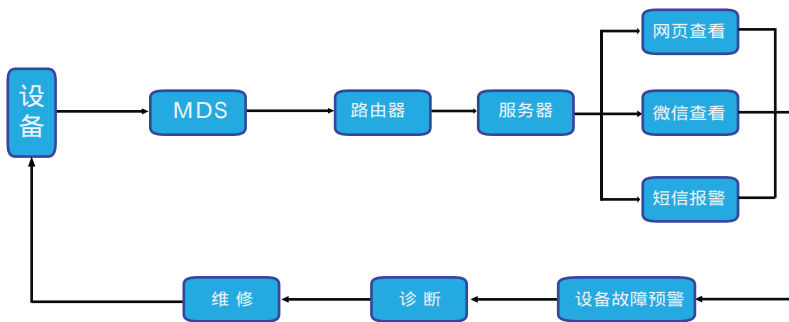 设
备
MDS
路由器
服务器
网页查看
微信查看
短信报警
设备故障预警
诊 断
维 修